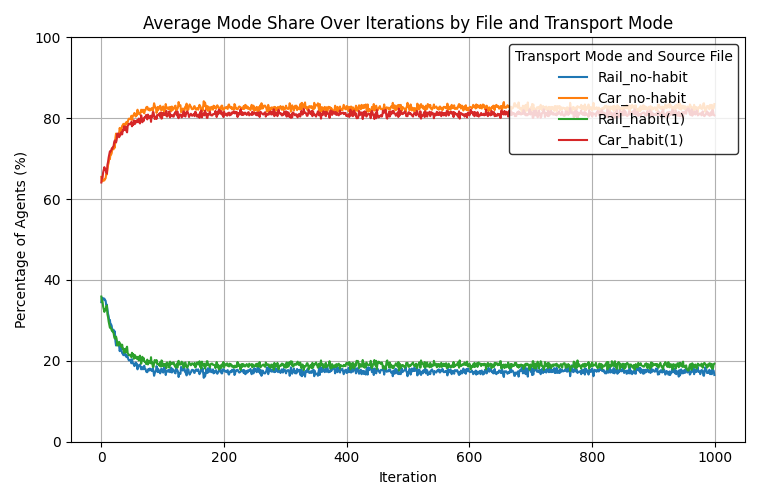 Average Mode Share Over Iterations by File and Transport Mode
Percentage of Agents (%)
100
80
60
40
20
0
Transport Mode and Source File
Rail_no-habit
Car_no-habit
Rail_habit(1)
Car_habit(1)
0 200 400 600 800 1000
Iteration